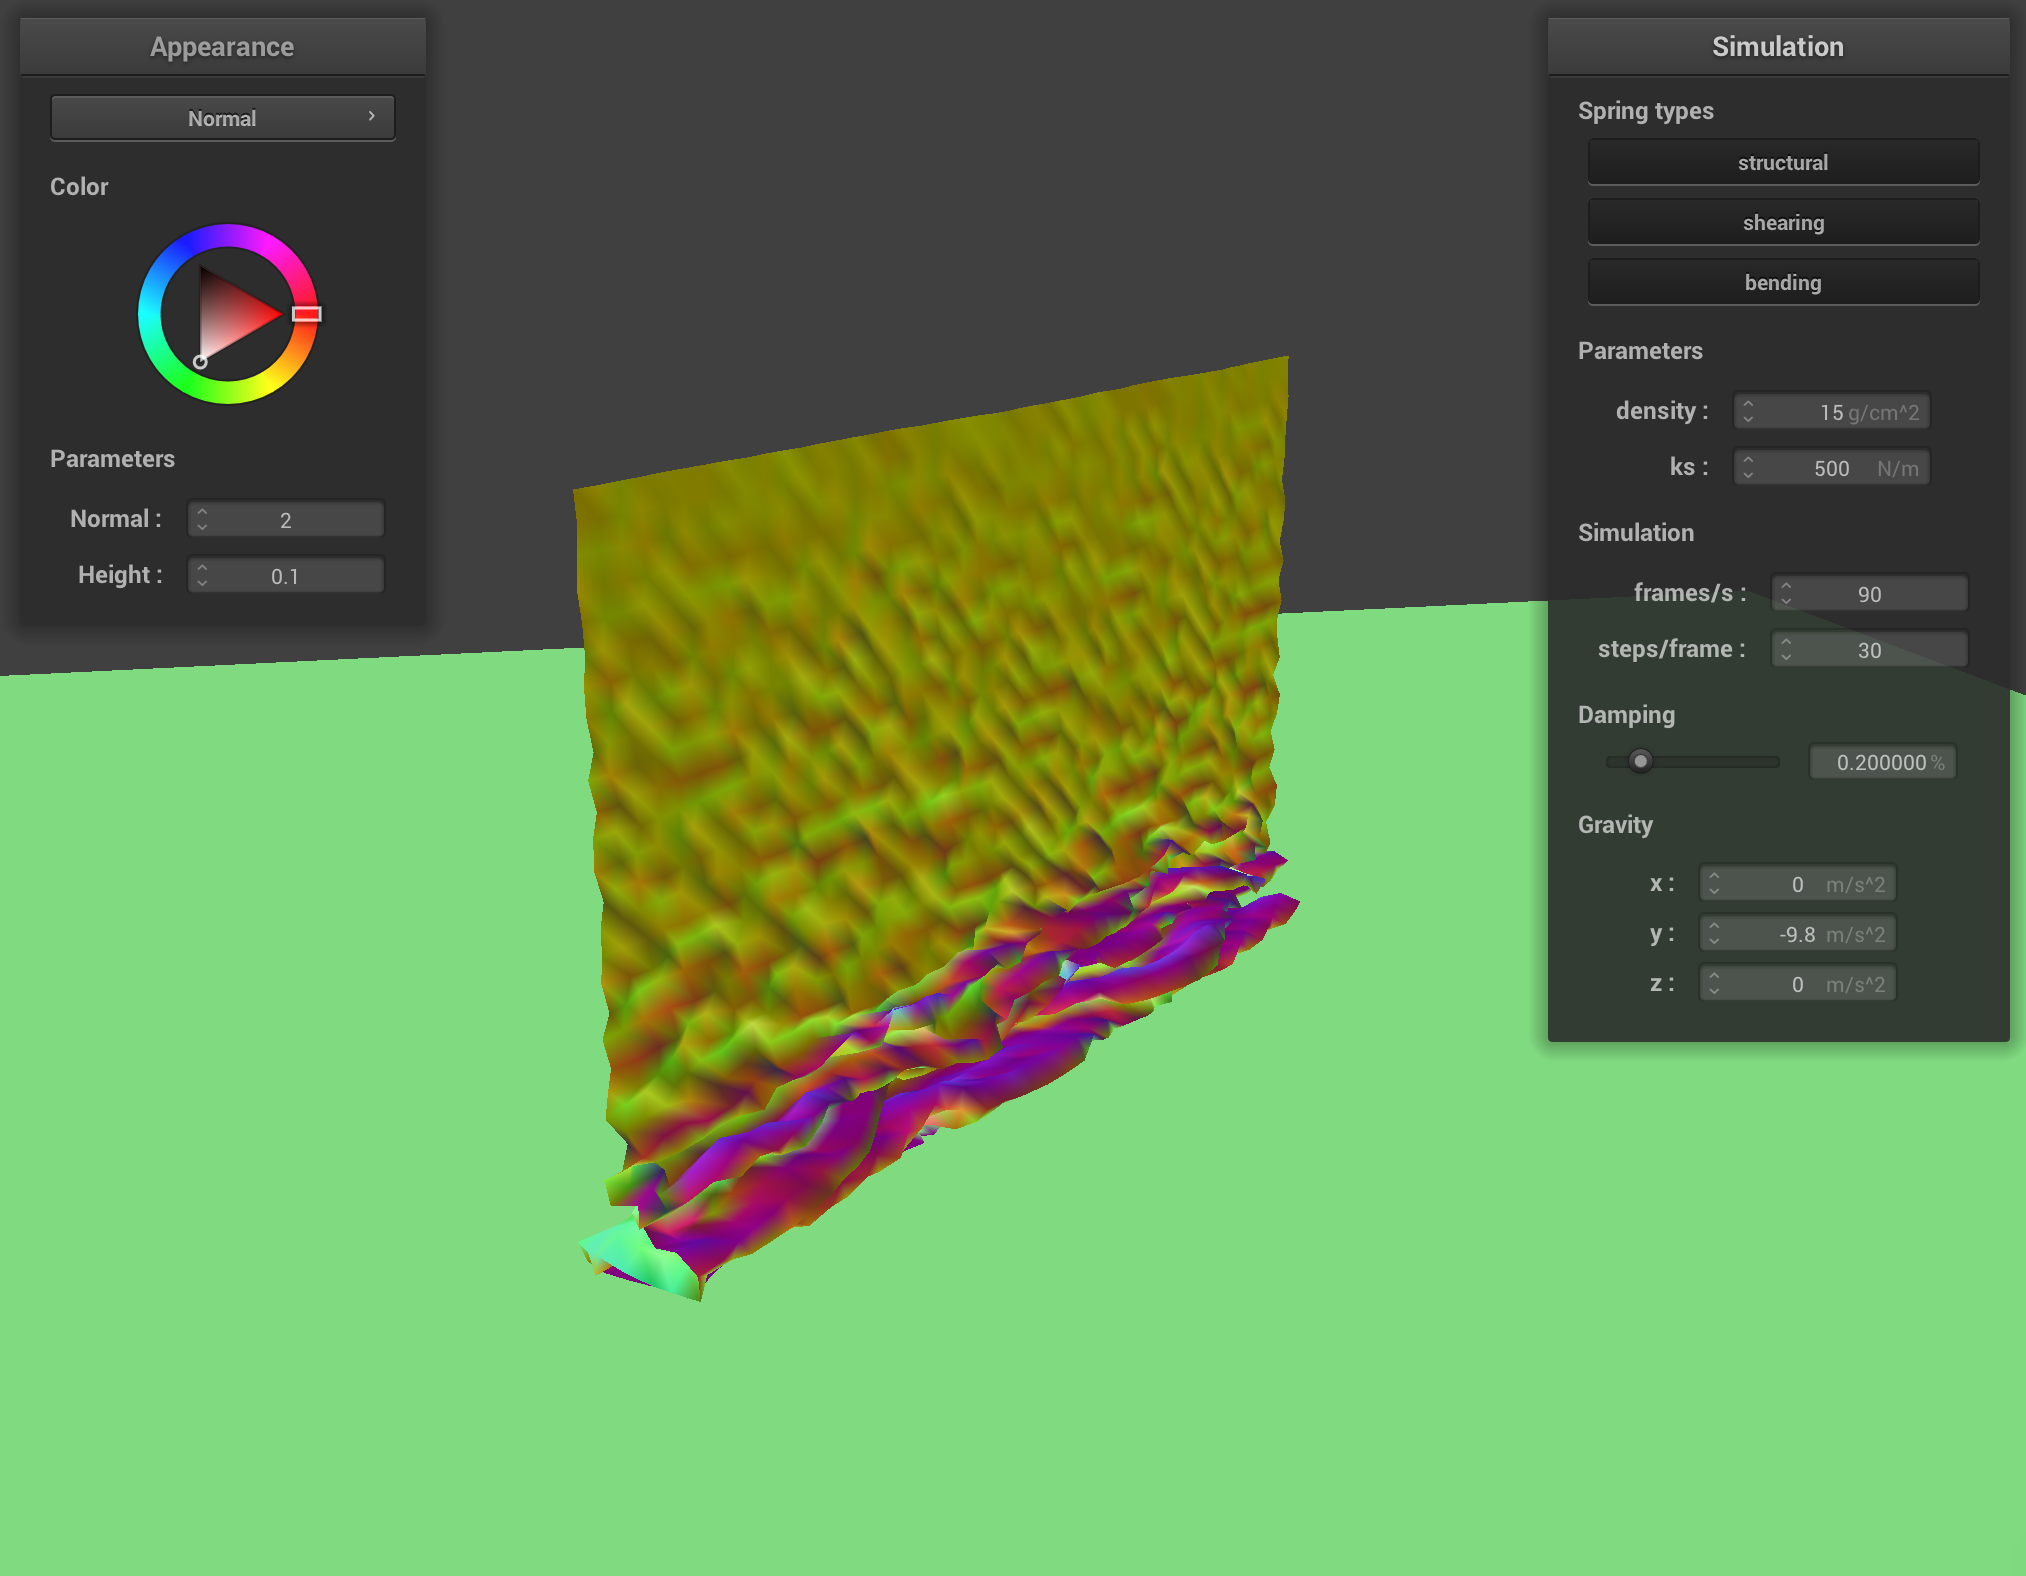 Appearance
Normal
Color
Parameters
Normal : 2
Height : 0.1
Simulation
Spring types
structural
shearing
bending
Parameters
density : 15 g/cm^2
ks : 500 N/m
Simulation
frames/s : 90
steps/frame : 30
Damping
0.200000 %
Gravity
x : 0 m/s^2
y : -9.8 m/s^2
z : 0 m/s^2